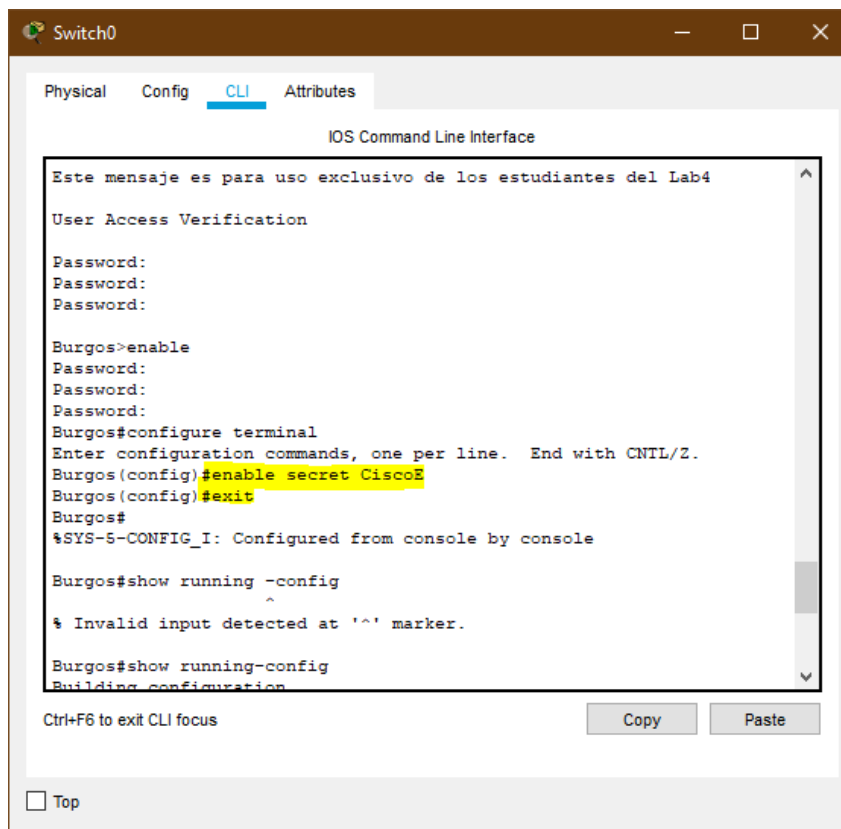 Switch0
Physical Config CLI Attributes
IOS Command Line Interface
Este mensaje es para uso exclusivo de los estudiantes del Lab4
User Access Verification
Password:
Password:
Password:
Burgos>enable
Password:
Password:
Password:
Burgos#configure terminal
Enter configuration commands, one per line. End with CNTL/Z.
Burgos(config)#enable secret CiscoE
Burgos(config)#exit
Burgos#
%SYS-5-CONFIG_I: Configured from console by console
Burgos#show running -config
^
% Invalid input detected at '^' marker.
Burgos#show running-config
Building configuration
Ctrl+F6 to exit CLI focus
Copy Paste
Top